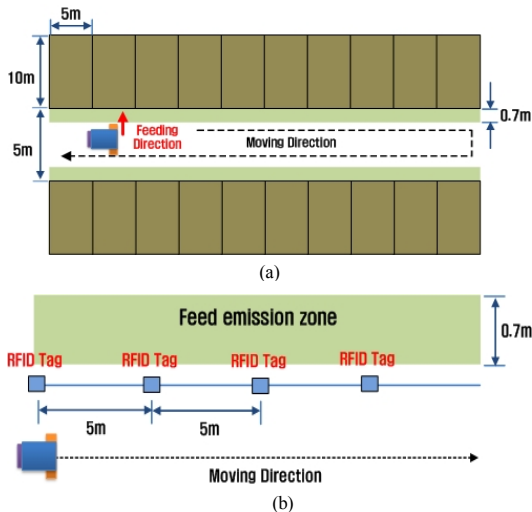 5m
10m
0.7m
Feeding
Direction
Moving Direction
5m
(a)
Feed emission zone
0.7m
RFID Tag
RFID Tag
RFID Tag
RFID Tag
5m
5m
Moving Direction
(b)